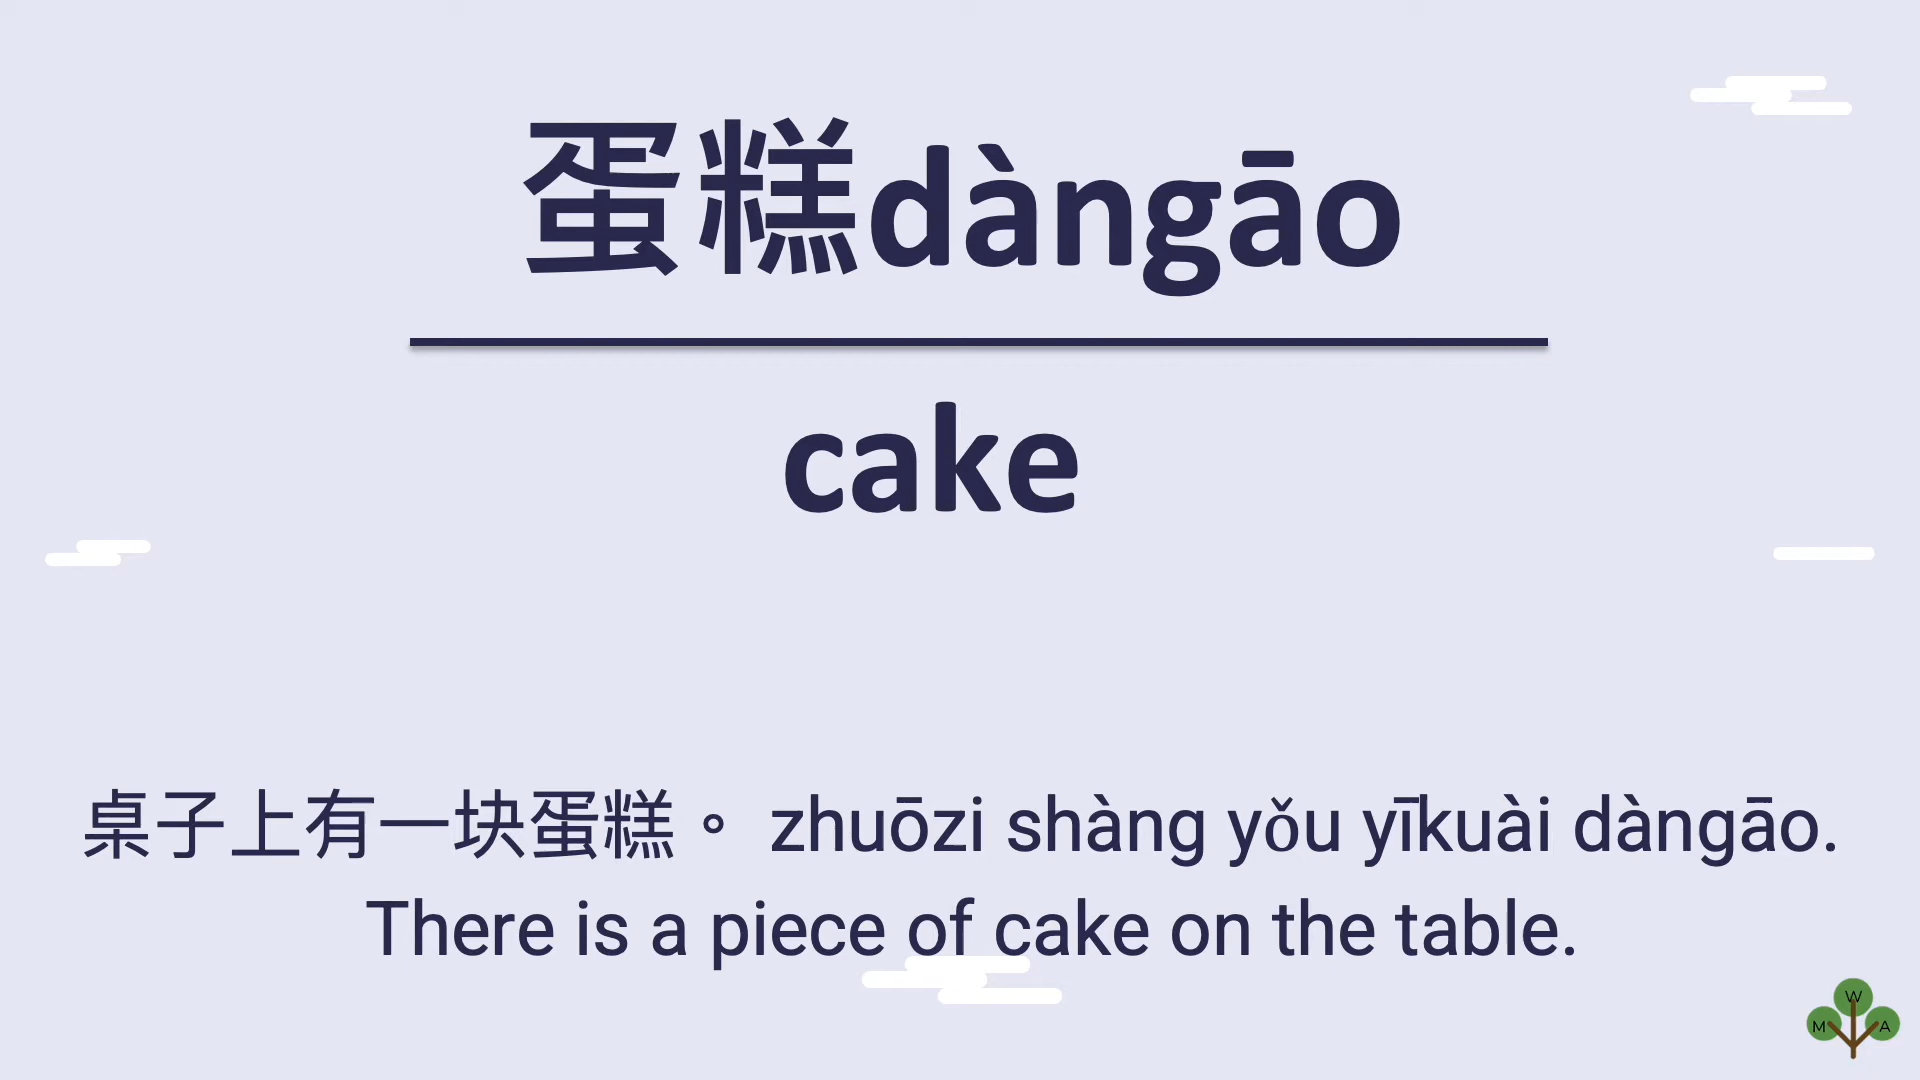 蛋糕dàngāo
cake
桌子上有一块蛋糕。 zhuōzi shàng yǒu yīkuài dàngāo.
There is a piece of cake on the table.
M W A